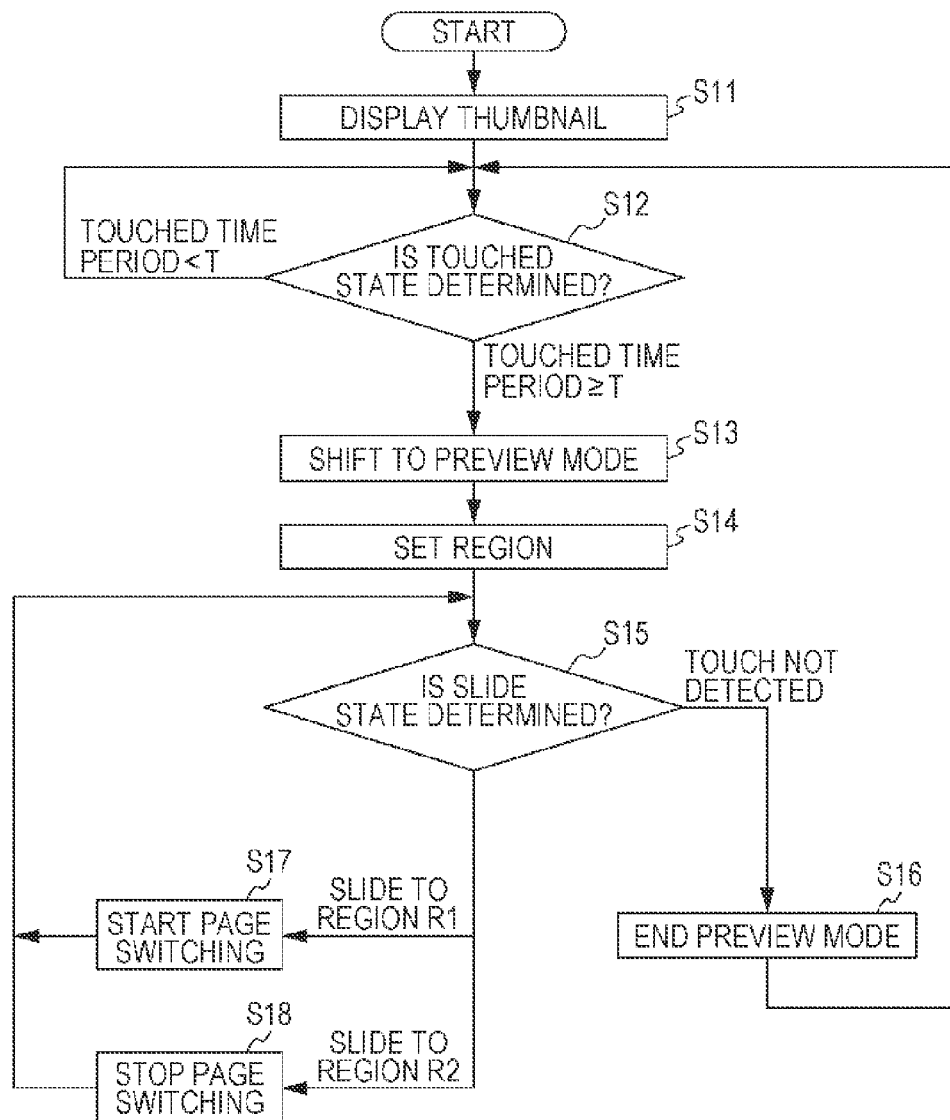 START
S11
DISPLAY THUMBNAIL
S12
TOUCHED TIME
PERIOD < T
IS TOUCHED
STATE DETERMINED?
TOUCHED TIME
PERIOD ≥ T
S13
SHIFT TO PREVIEW MODE
S14
SET REGION
S15
IS SLIDE
STATE DETERMINED?
TOUCH NOT
DETECTED
S17
START PAGE
SWITCHING
SLIDE TO
REGION R1
S16
END PREVIEW MODE
S18
STOP PAGE
SWITCHING
SLIDE TO
REGION R2